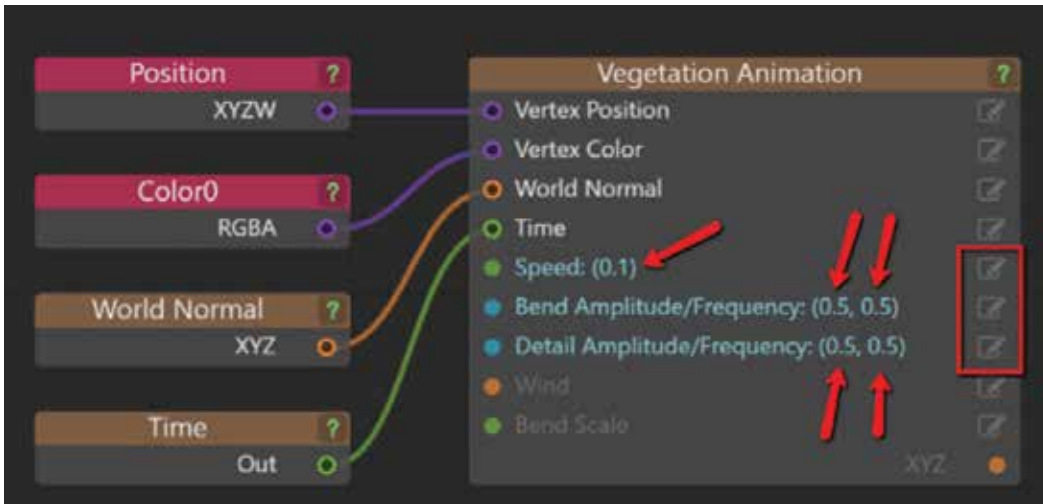 Position ?
XYZW
Color0 ?
RGBA
World Normal ?
XYZ
Time ?
Out
Vegetation Animation ?
Vertex Position
Vertex Color
World Normal
Time
Speed: (0.1)
Bend Amplitude/Frequency: (0.5, 0.5)
Detail Amplitude/Frequency: (0.5, 0.5)
Wind
Bend Scale
XYZ